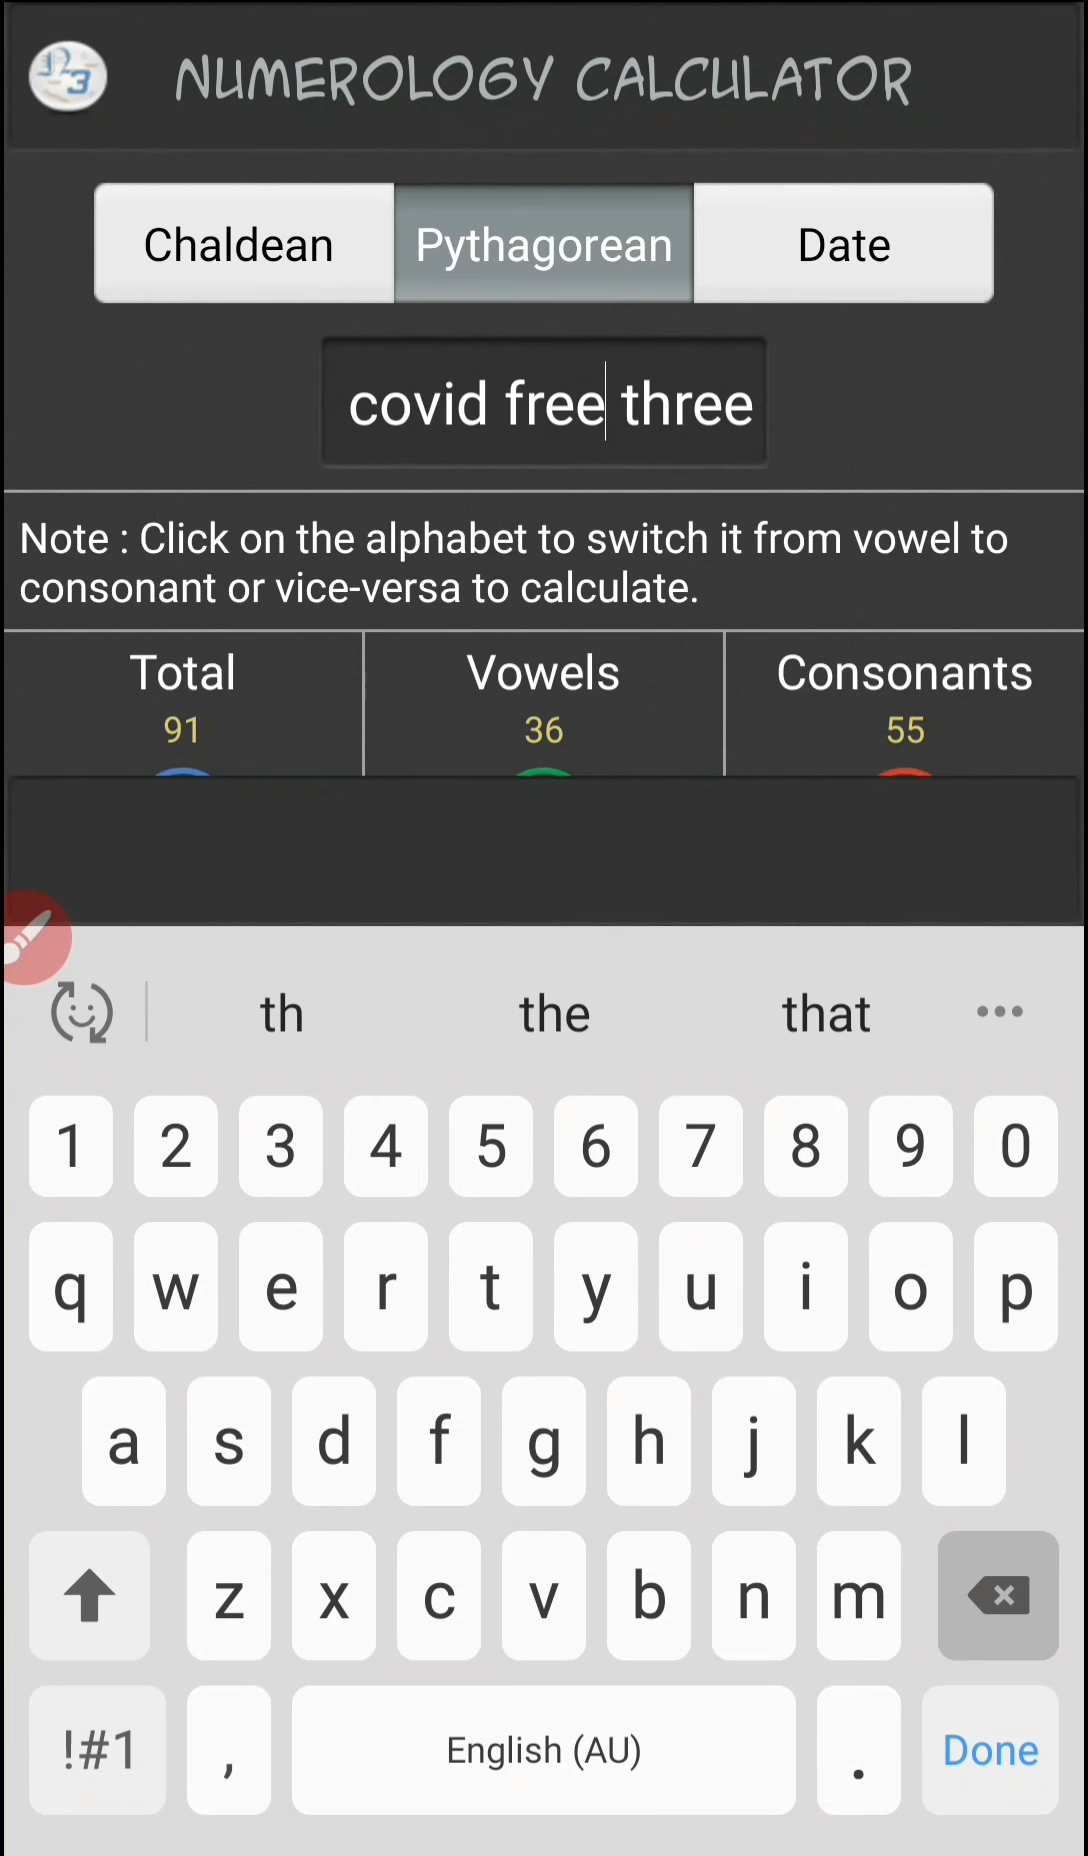 NUMEROLOGY CALCULATOR
Chaldean Pythagorean Date
covid free three
Note : Click on the alphabet to switch it from vowel to
consonant or vice-versa to calculate.
Total Vowels Consonants
91 36 55
th the that
1 2 3 4 5 6 7 8 9 0
q w e r t y u i o p
a s d f g h j k l
z x c v b n m
!#1 , English (AU) . Done